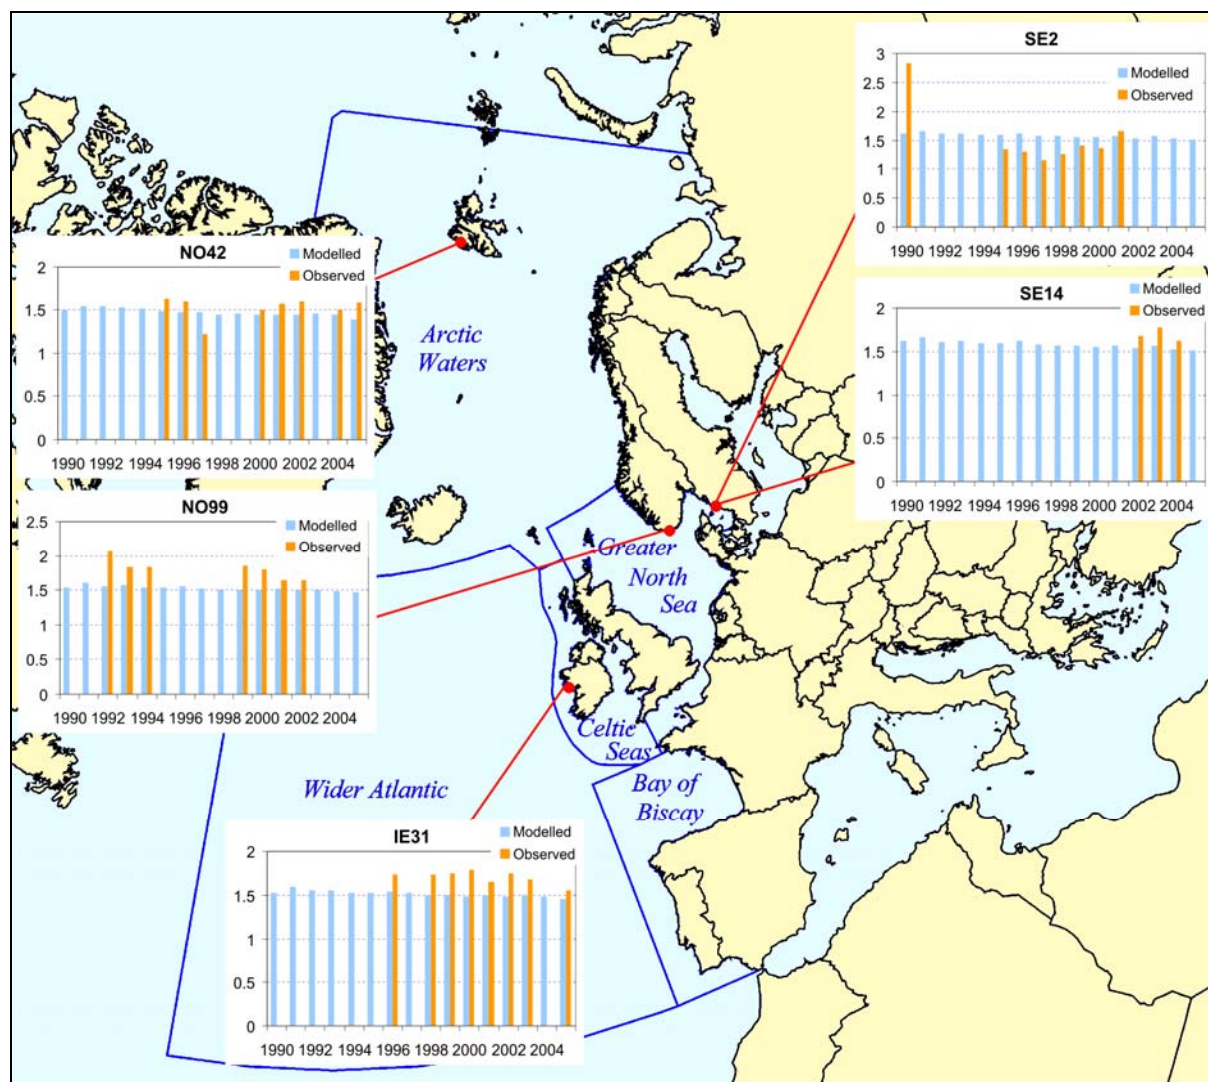 SE2
Modelled
Observed
3
2.5
2
1.5
1
0.5
0
1990 1992 1994 1996 1998 2000 2002 2004
NO42
Modelled
Observed
2
1.5
1
0.5
0
1990 1992 1994 1996 1998 2000 2002 2004
SE14
Modelled
Observed
2
1.5
1
0.5
0
1990 1992 1994 1996 1998 2000 2002 2004
Arctic
Waters
NO99
Modelled
Observed
2.5
2
1.5
1
0.5
0
1990 1992 1994 1996 1998 2000 2002 2004
Greater
North
Sea
Celtic
Seas
Wider Atlantic
Bay of
Biscay
IE31
Modelled
Observed
2
1.5
1
0.5
0
1990 1992 1994 1996 1998 2000 2002 2004